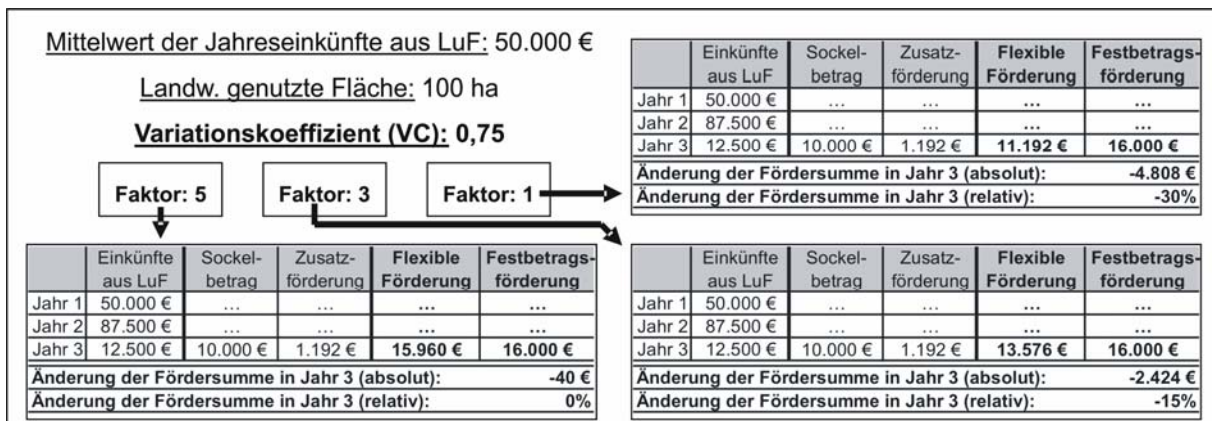 Mittelwert der Jahreseinkünfte aus LuF: 50.000 €
Landw. genutzte Fläche: 100 ha
Variationskoeffizient (VC): 0,75
Faktor: 5 Faktor: 3 Faktor: 1
Einkünfte aus LuF Sockel-betrag Zusatz-förderung Flexible Förderung Festbetrags-förderung
Jahr 1 50.000 € ... ... ... ...
Jahr 2 87.500 € ... ... ... ...
Jahr 3 12.500 € 10.000 € 1.192 € 11.192 € 16.000 €
Änderung der Fördersumme in Jahr 3 (absolut): -4.808 €
Änderung der Fördersumme in Jahr 3 (relativ): -30%
Einkünfte aus LuF Sockel-betrag Zusatz-förderung Flexible Förderung Festbetrags-förderung
Jahr 1 50.000 € ... ... ... ...
Jahr 2 87.500 € ... ... ... ...
Jahr 3 12.500 € 10.000 € 1.192 € 15.960 € 16.000 €
Änderung der Fördersumme in Jahr 3 (absolut): -40 €
Änderung der Fördersumme in Jahr 3 (relativ): 0%
Einkünfte aus LuF Sockel-betrag Zusatz-förderung Flexible Förderung Festbetrags-förderung
Jahr 1 50.000 € ... ... ... ...
Jahr 2 87.500 € ... ... ... ...
Jahr 3 12.500 € 10.000 € 1.192 € 13.576 € 16.000 €
Änderung der Fördersumme in Jahr 3 (absolut): -2.424 €
Änderung der Fördersumme in Jahr 3 (relativ): -15%